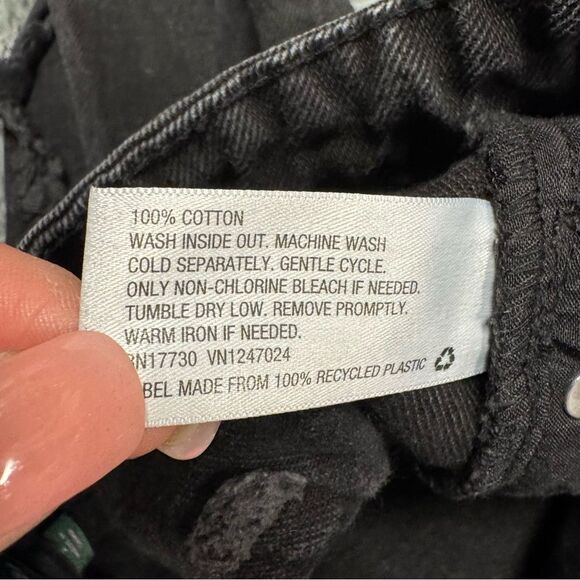 100% COTTON
WASH INSIDE OUT. MACHINE WASH
COLD SEPARATELY. GENTLE CYCLE.
ONLY NON-CHLORINE BLEACH IF NEEDED.
TUMBLE DRY LOW. REMOVE PROMPTLY.
WARM IRON IF NEEDED.
RN17730 VN1247024
BEL MADE FROM 100% RECYCLED PLASTIC